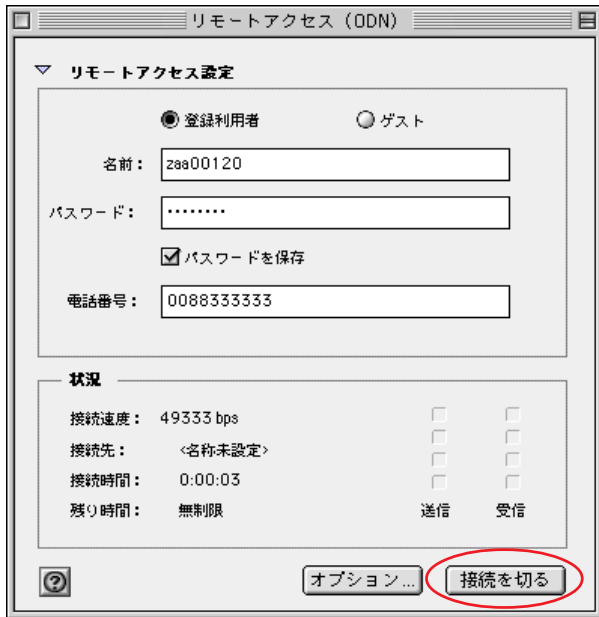 リモートアクセス (ODN)
リモートアクセス設定
登録利用者 ゲスト
名前： zaa00120
パスワード： ••••••••
パスワードを保存
電話番号： 0088333333
状況
接続速度： 49333 bps
接続先： <名称未設定>
接続時間： 0:00:03
残り時間： 無制限 送信 受信
? オプション... 接続を切る